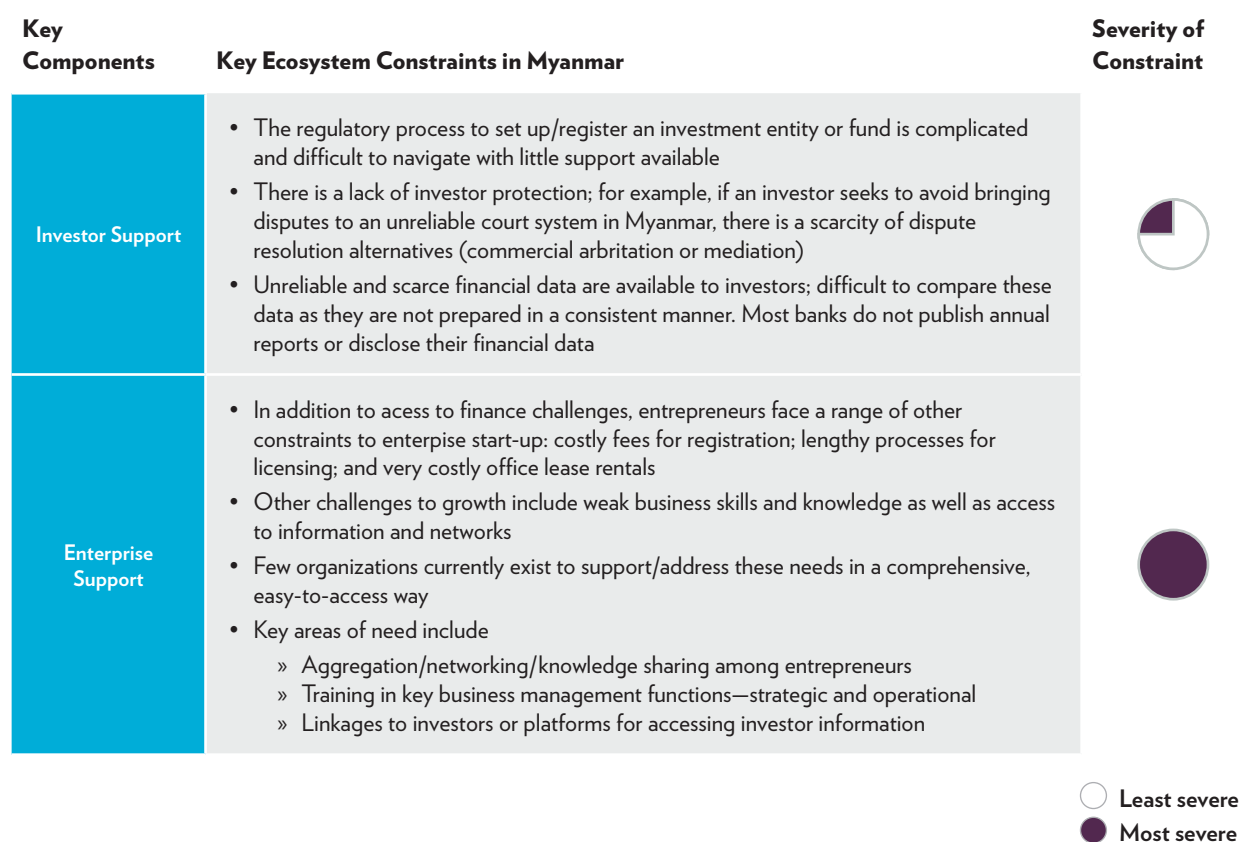 Key
Components
Key Ecosystem Constraints in Myanmar
Severity of
Constraint
Investor Support
• The regulatory process to set up/register an investment entity or fund is complicated
and difficult to navigate with little support available
• There is a lack of investor protection; for example, if an investor seeks to avoid bringing
disputes to an unreliable court system in Myanmar, there is a scarcity of dispute
resolution alternatives (commercial arbritation or mediation)
• Unreliable and scarce financial data are available to investors; difficult to compare these
data as they are not prepared in a consistent manner. Most banks do not publish annual
reports or disclose their financial data
Enterprise
Support
• In addition to acess to finance challenges, entrepreneurs face a range of other
constraints to enterpise start-up: costly fees for registration; lengthy processes for
licensing; and very costly office lease rentals
• Other challenges to growth include weak business skills and knowledge as well as access
to information and networks
• Few organizations currently exist to support/address these needs in a comprehensive,
easy-to-access way
• Key areas of need include
» Aggregation/networking/knowledge sharing among entrepreneurs
» Training in key business management functions—strategic and operational
» Linkages to investors or platforms for accessing investor information
Least severe
Most severe